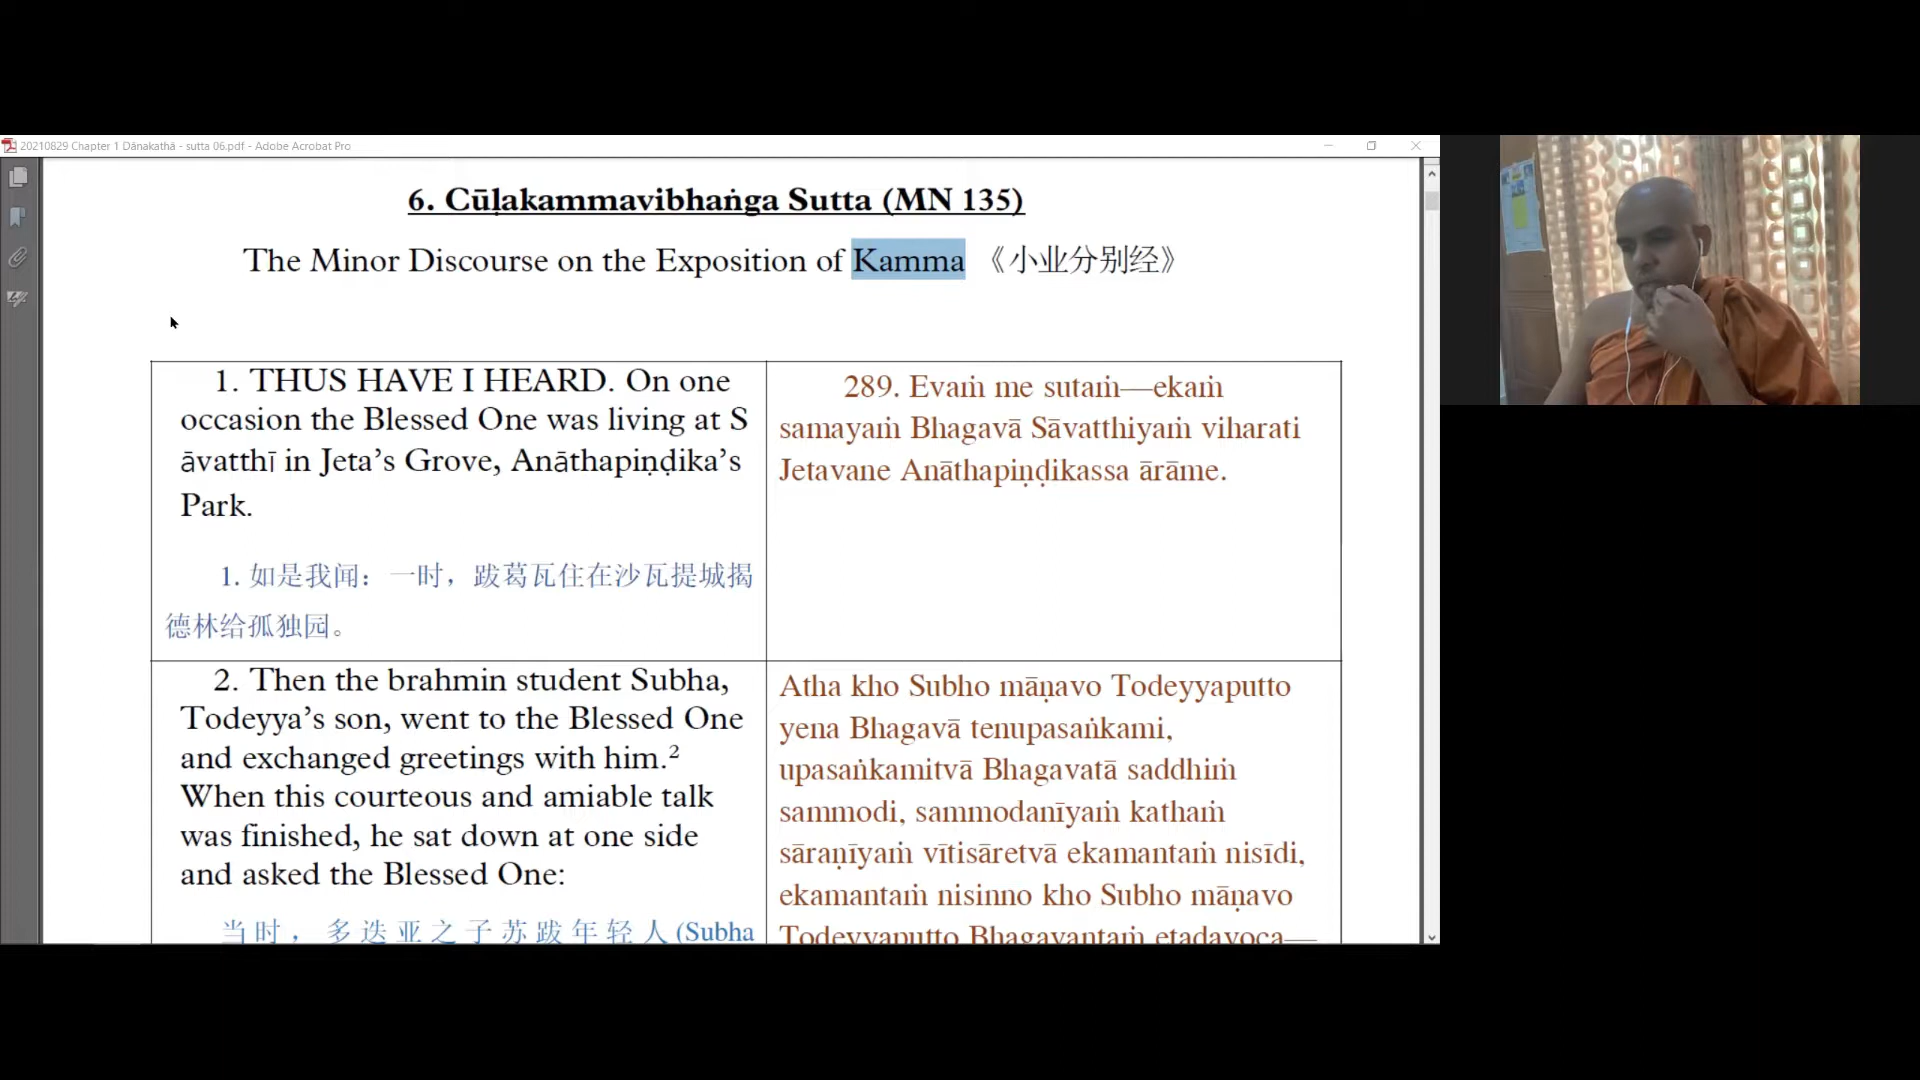 20210829 Chapter 1 Dānakathā - sutta 06.pdf - Adobe Acrobat Pro
6. Cūḷakammavibhaṅga Sutta (MN 135)
The Minor Discourse on the Exposition of Kamma 《小业分别经》
1. THUS HAVE I HEARD. On one
occasion the Blessed One was living at S
āvatthī in Jeta’s Grove, Anāthapiṇḍika’s
Park.
1. 如是我闻：一时，跋葛瓦住在沙瓦提城揭
德林给孤独园。
289. Evaṁ me sutaṁ—ekaṁ
samayaṁ Bhagavā Sāvatthiyaṁ viharati
Jetavane Anāthapiṇḍikassa ārāme.
2. Then the brahmin student Subha,
Todeyya’s son, went to the Blessed One
and exchanged greetings with him.²
When this courteous and amiable talk
was finished, he sat down at one side
and asked the Blessed One:
当时，多迭亚之子苏跋年轻人(Subha
Atha kho Subho māṇavo Todeyyaputto
yena Bhagavā tenupasaṅkami,
upasaṅkamitvā Bhagavatā saddhiṁ
sammodi, sammodanīyaṁ kathaṁ
sāraṇīyaṁ vītisāretvā ekamantaṁ nisīdi,
ekamantaṁ nisinno kho Subho māṇavo
Todeyyaputto Bhagavantaṁ etadavoca—